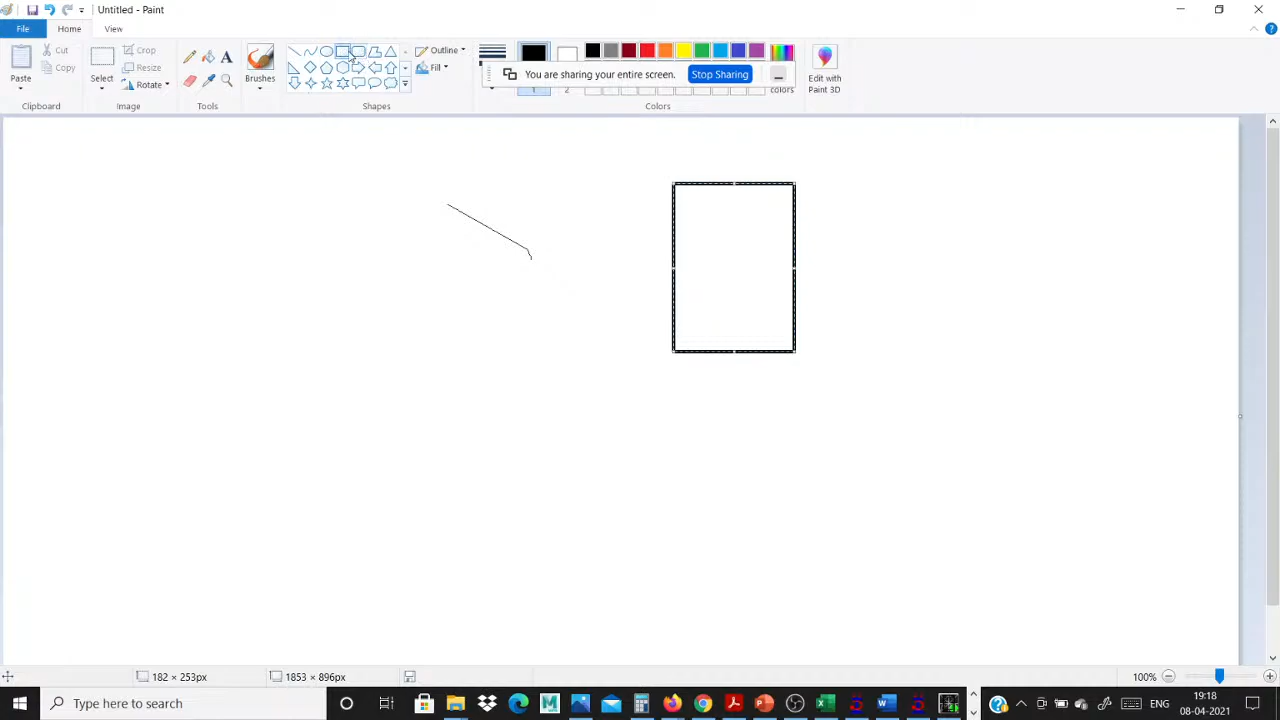 Untitled - Paint
File
Home
View
Paste
Cut
Copy
Clipboard
Select
Crop
Resize
Rotate
Image
Tools
Brushes
Shapes
Outline
Fill
You are sharing your entire screen.
Stop Sharing
1
2
colors
Colors
Edit with
Paint 3D
182 × 253px
1853 × 896px
100%
Type here to search
ENG
19:18
08-04-2021